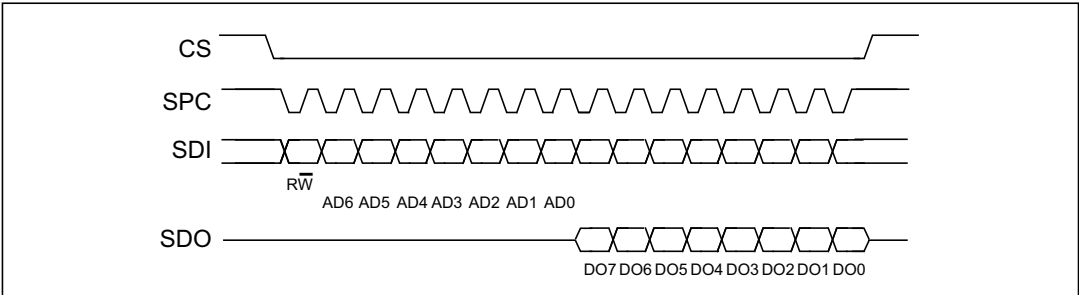 CS
SPC
SDI
RW̅
AD6 AD5 AD4 AD3 AD2 AD1 AD0
SDO
DO7 DO6 DO5 DO4 DO3 DO2 DO1 DO0